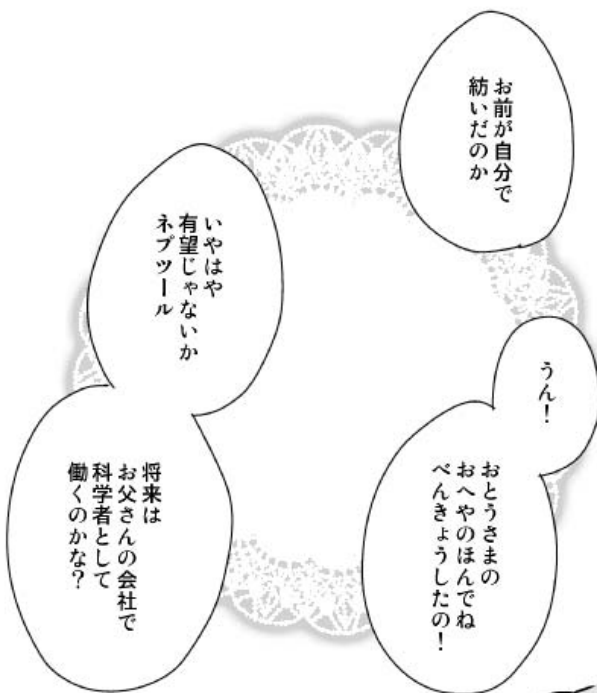 お前が自分で
紡いだのか
うん！
おとうさまの
おへやのほんでね
べんきょうしたの！
いやはや
有望じゃないか
ネプツール
将来は
お父さんの会社で
科学者として
働くのかな？